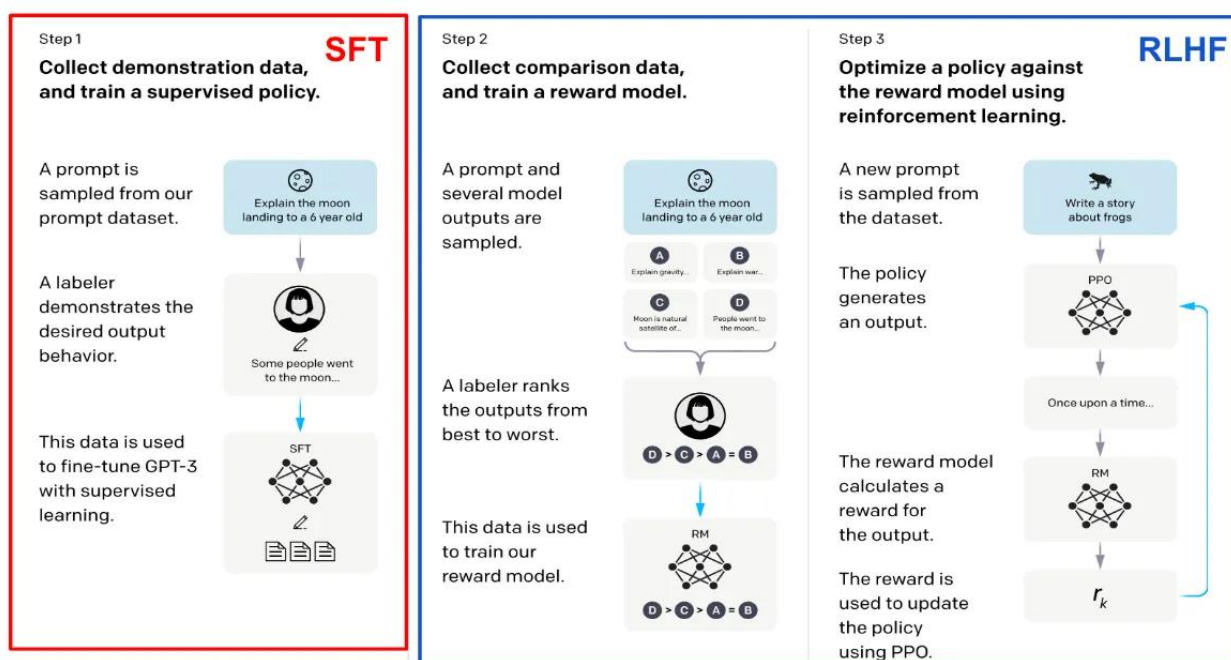 Step 1
SFT
Collect demonstration data,
and train a supervised policy.
A prompt is
sampled from our
prompt dataset.
Explain the moon
landing to a 6 year old
A labeler
demonstrates the
desired output
behavior.
Some people went
to the moon...
This data is used
to fine-tune GPT-3
with supervised
learning.
SFT
Step 2
Collect comparison data,
and train a reward model.
A prompt and
several model
outputs are
sampled.
Explain the moon
landing to a 6 year old
A
Explain gravity...
B
Explain war...
C
Moon is natural
satellite of...
D
People went to
the moon...
A labeler ranks
the outputs from
best to worst.
D > C > A = B
This data is used
to train our
reward model.
RM
D > C > A = B
Step 3
RLHF
Optimize a policy against
the reward model using
reinforcement learning.
A new prompt
is sampled from
the dataset.
Write a story
about frogs
The policy
generates
an output.
PPO
Once upon a time...
The reward model
calculates a
reward for
the output.
RM
The reward is
used to update
the policy
using PPO.
rk